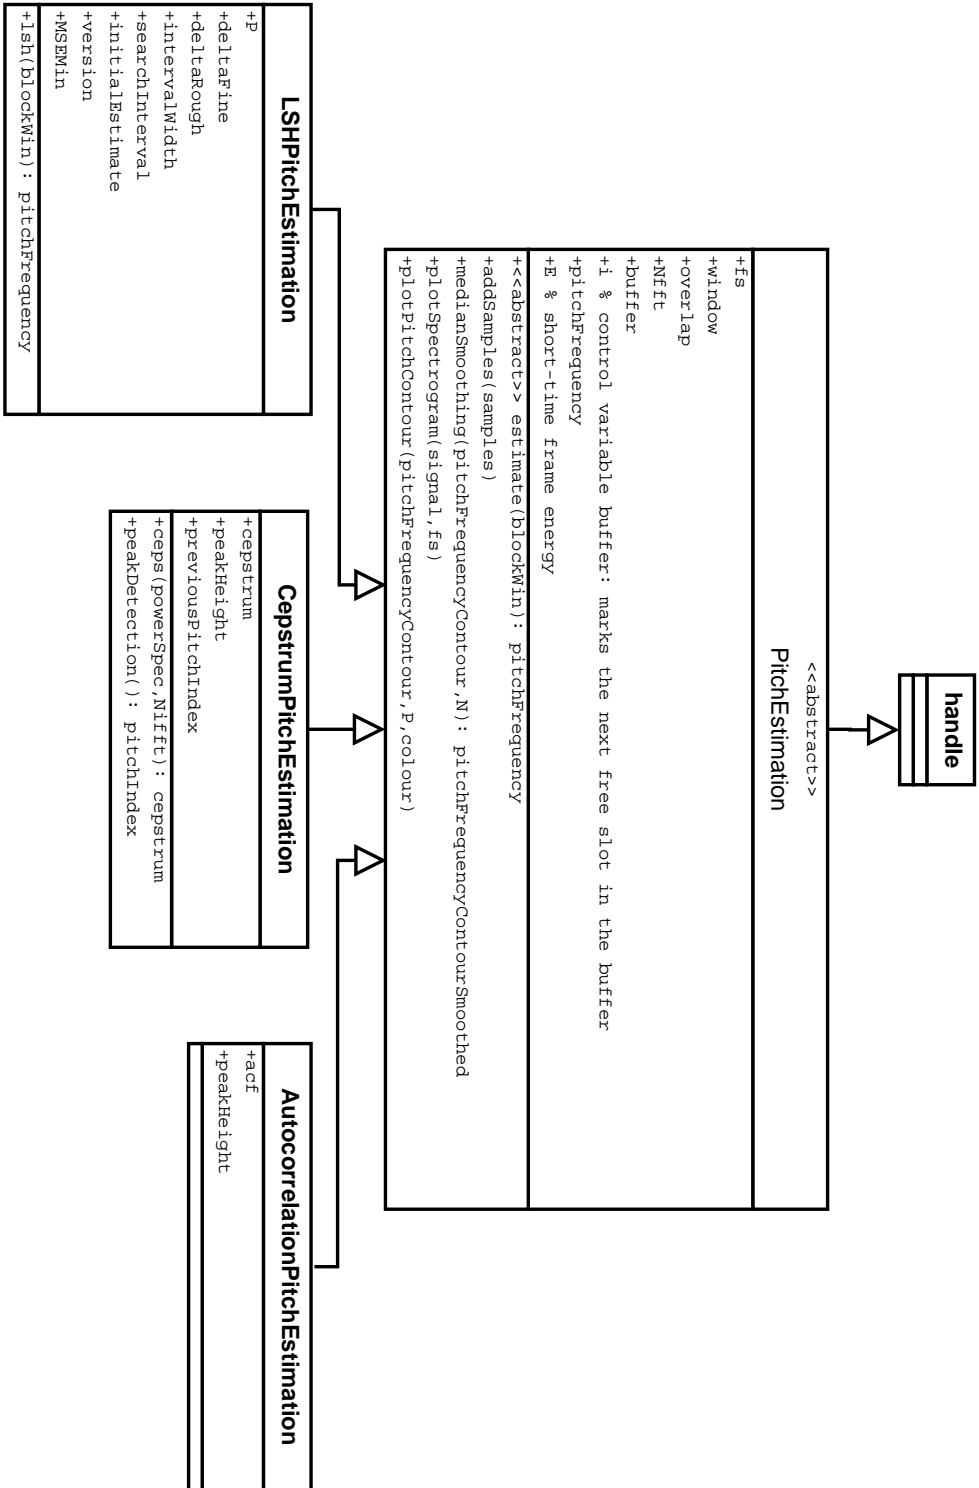 handle
<<abstract>>
PitchEstimation
+fs
+window
+overlap
+Nfft
+buffer
+i % control variable buffer: marks the next free slot in the buffer
+pitchFrequency
+E % short-time frame energy
+<<abstract>> estimate(blockWin): pitchFrequency
+addSamples(samples)
+medianSmoothing(pitchFrequencyContour,N): pitchFrequencyContourSmoothed
+plotSpectrogram(signal,fs)
+plotPitchContour(pitchFrequencyContour,P,colour)
LSHPitchEstimation
+P
+deltaFine
+deltaRough
+intervalWidth
+searchInterval
+initialEstimate
+version
+MSEMin
+lsh(blockWin): pitchFrequency
CepstrumPitchEstimation
+cepstrum
+peakHeight
+previousPitchIndex
+ceps(powerSpec,Nifft): cepstrum
+peakDetection(): pitchIndex
AutocorrelationPitchEstimation
+acf
+peakHeight